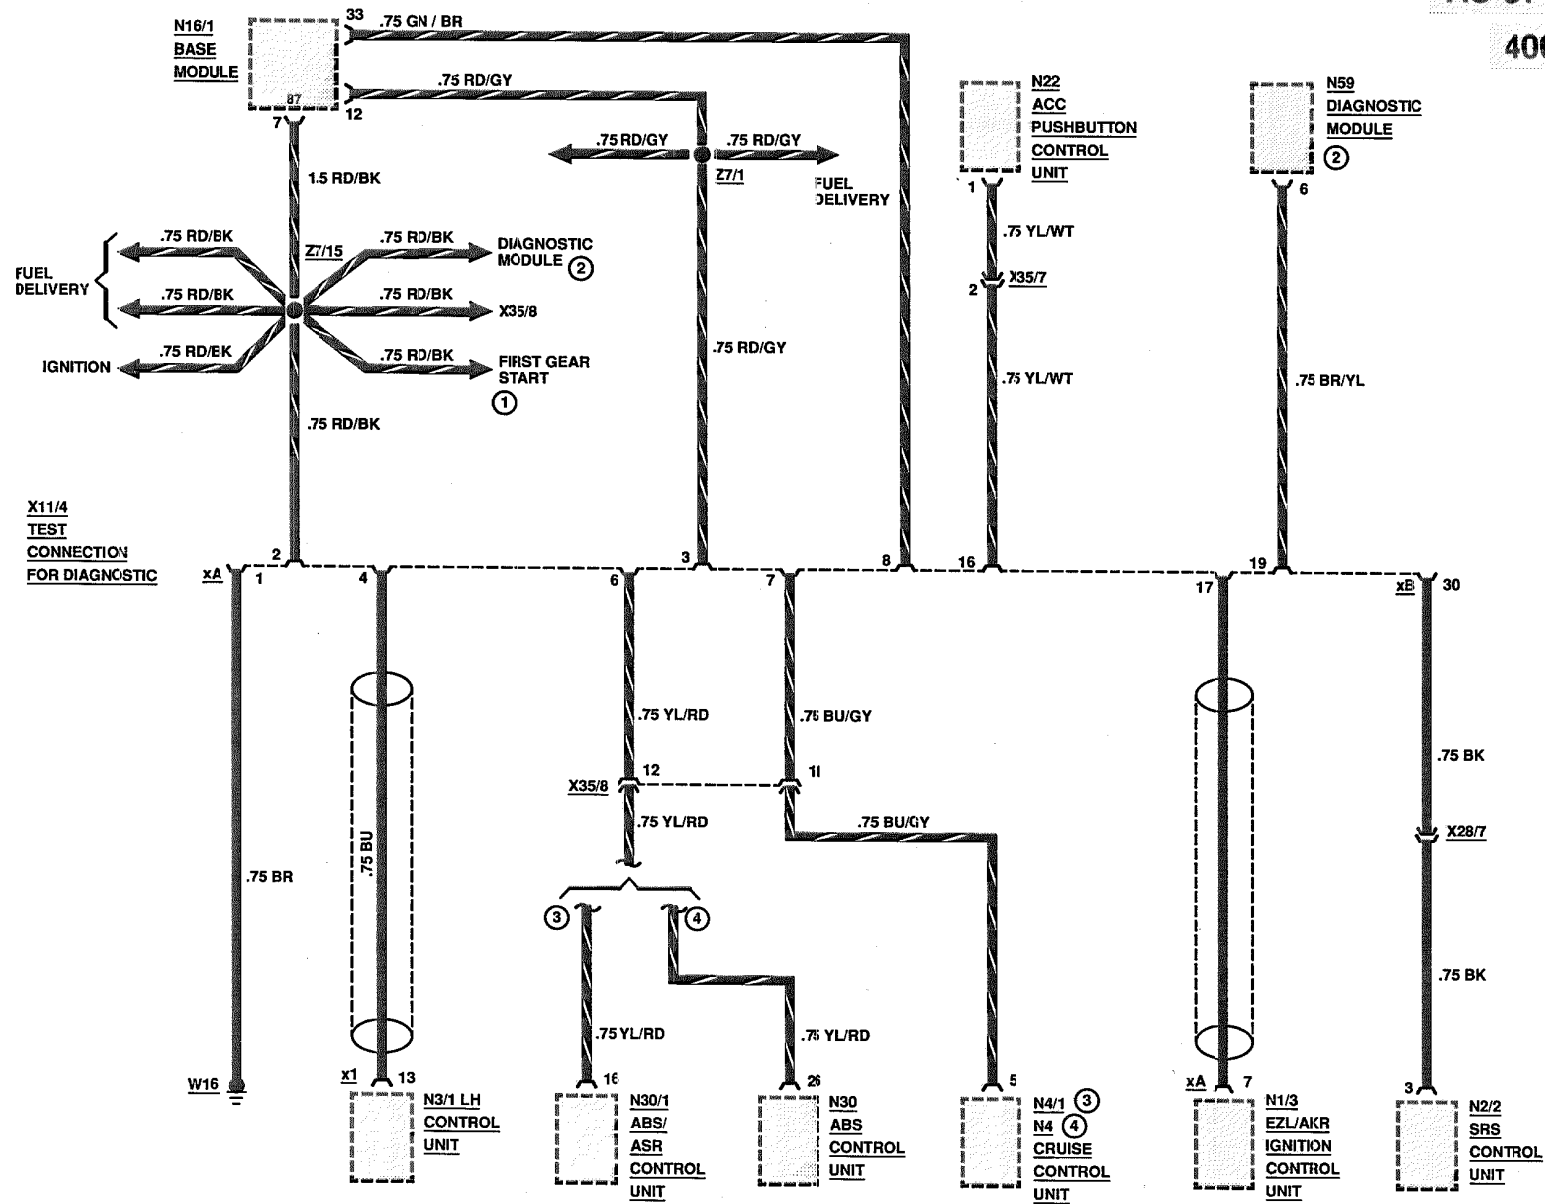 33
.75 GN / BR
N16/1
BASE
MODULE
.75 RD/GY
87
12
7
400
N22
ACC
PUSHBUTTON
CONTROL
UNIT
N59
DIAGNOSTIC
MODULE
2
.75 RD/GY
.75 RD/GY
Z7/1
FUEL
DELIVERY
1.5 RD/BK
1
6
.75 YL/WT
.75 RD/BK
Z7/15
.75 RD/BK
DIAGNOSTIC
MODULE 2
FUEL
DELIVERY
.75 RD/BK
.75 RD/BK
X35/8
2
X35/7
IGNITION
.75 RD/BK
.75 RD/BK
FIRST GEAR
START
1
.75 RD/GY
.75 YL/WT
.75 BR/YL
.75 RD/BK
X11/4
TEST
CONNECTION
FOR DIAGNOSTIC
2
3
8
16
19
xA
1
4
6
7
17
xB
30
.75 YL/RD
.75 BU/GY
.75 BK
X35/8
12
11
.75 YL/RD
.75 BU/GY
X28/7
.75 BR
.75 BU
3
4
.75 BK
.75 YL/RD
.75 YL/RD
W16
x1
13
16
26
5
xA
7
3
N3/1 LH
CONTROL
UNIT
N30/1
ABS/
ASR
CONTROL
UNIT
N30
ABS
CONTROL
UNIT
N4/1 3
N4 4
CRUISE
CONTROL
UNIT
N1/3
EZL/AKR
IGNITION
CONTROL
UNIT
N2/2
SRS
CONTROL
UNIT